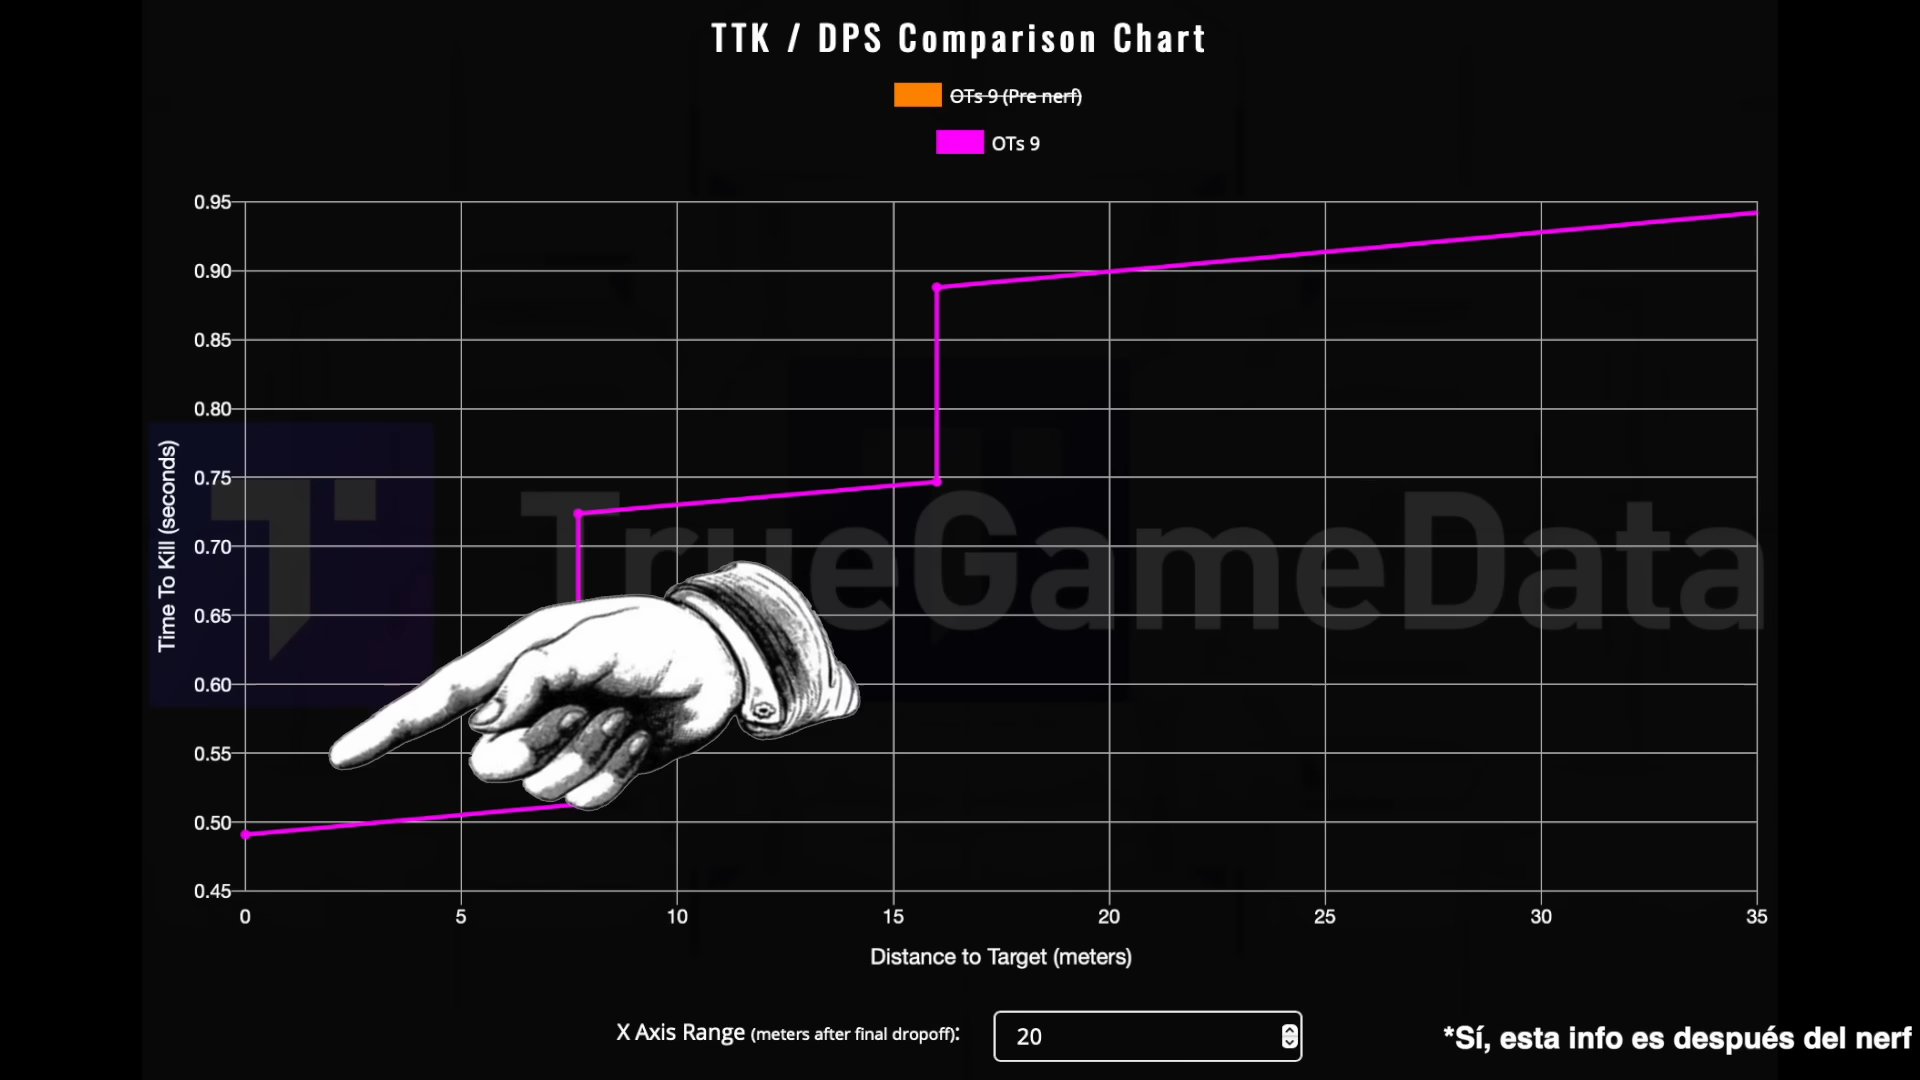 TTK / DPS Comparison Chart
OTs 9 (Pre nerf)
OTs 9
0.95
0.90
0.85
0.80
0.75
0.70
0.65
0.60
0.55
0.50
0.45
Time To Kill (seconds)
TrueGameData
0 5 10 15 20 25 30 35
Distance to Target (meters)
X Axis Range (meters after final dropoff): 20
*Sí, esta info es después del nerf